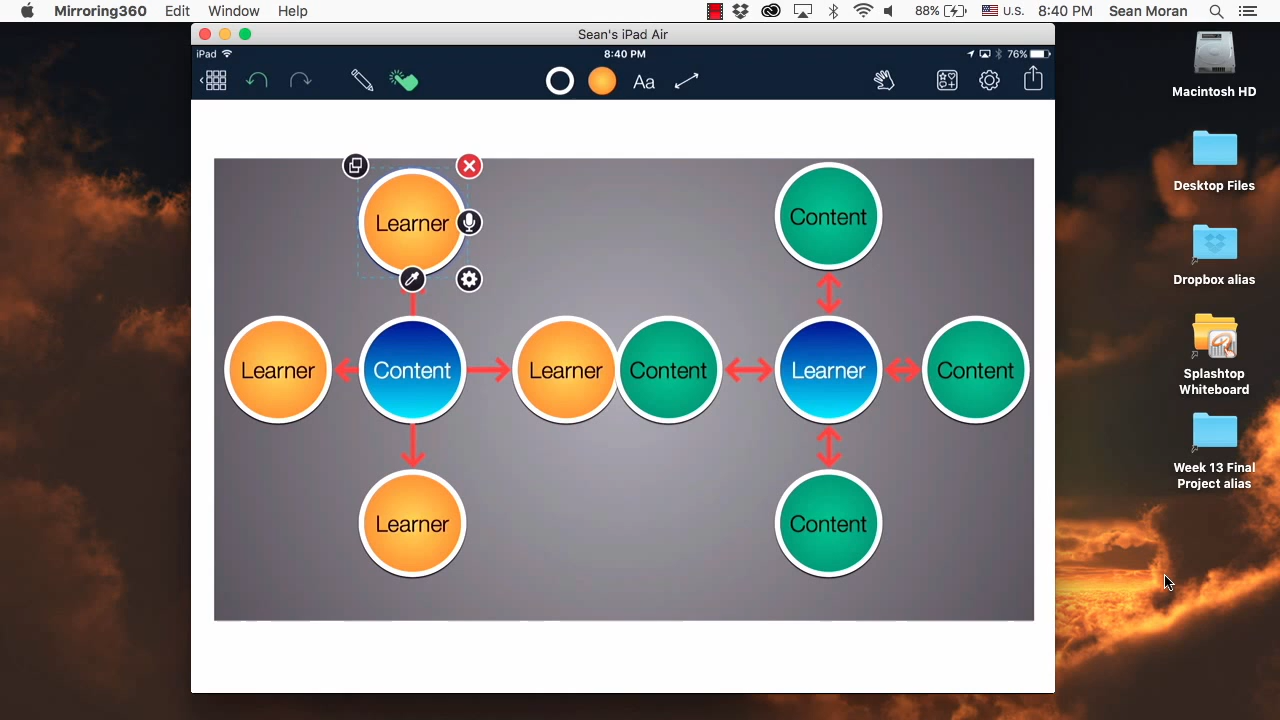 Mirroring360 Edit Window Help 88% U.S. 8:40 PM Sean Moran
Sean's iPad Air
iPad 8:40 PM 76%
Aa
Macintosh HD
Desktop Files
Dropbox alias
Splashtop
Whiteboard
Week 13 Final
Project alias
Learner
Content
Learner
Content
Learner
Content
Learner
Content
Learner
Content